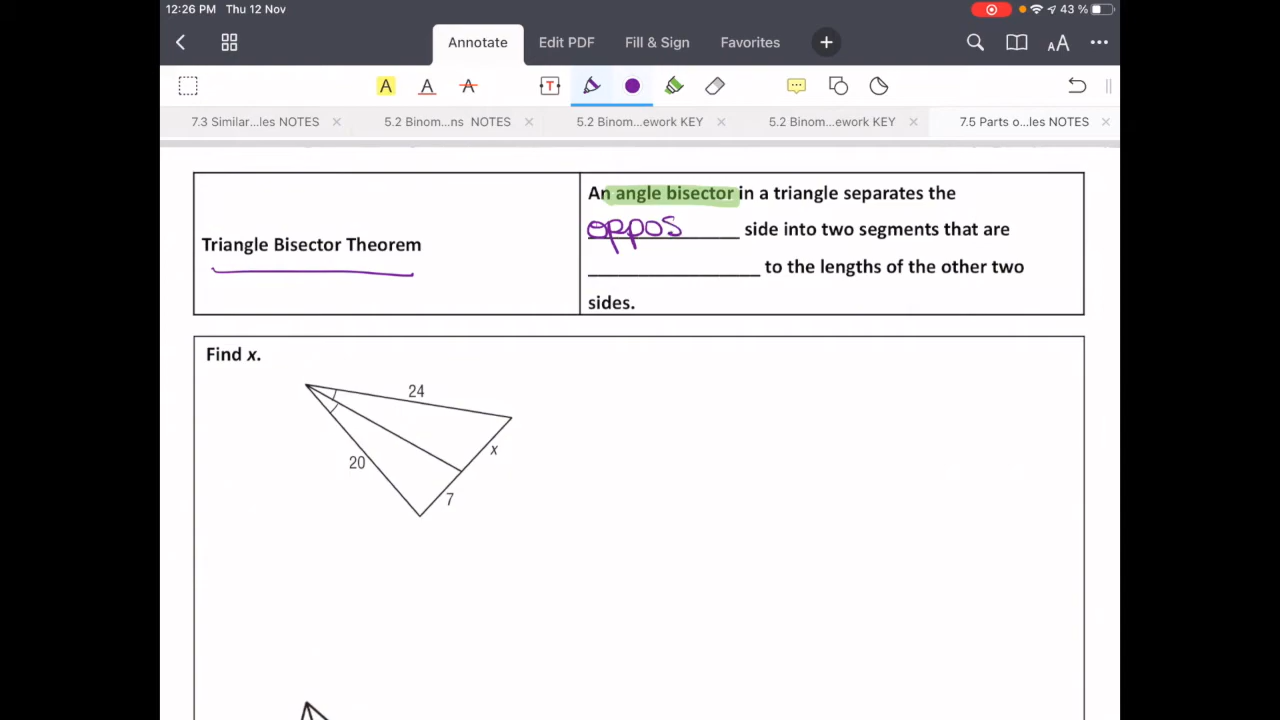 12:26 PM Thu 12 Nov 43 %
Annotate Edit PDF Fill & Sign Favorites
A A T AA
7.3 Similar...les NOTES 5.2 Binom...ns NOTES 5.2 Binom...ework KEY 5.2 Binom...ework KEY 7.5 Parts o...les NOTES
Triangle Bisector Theorem
An angle bisector in a triangle separates the
oppos side into two segments that are
____________ to the lengths of the other two
sides.
Find x.
24
x
20
7